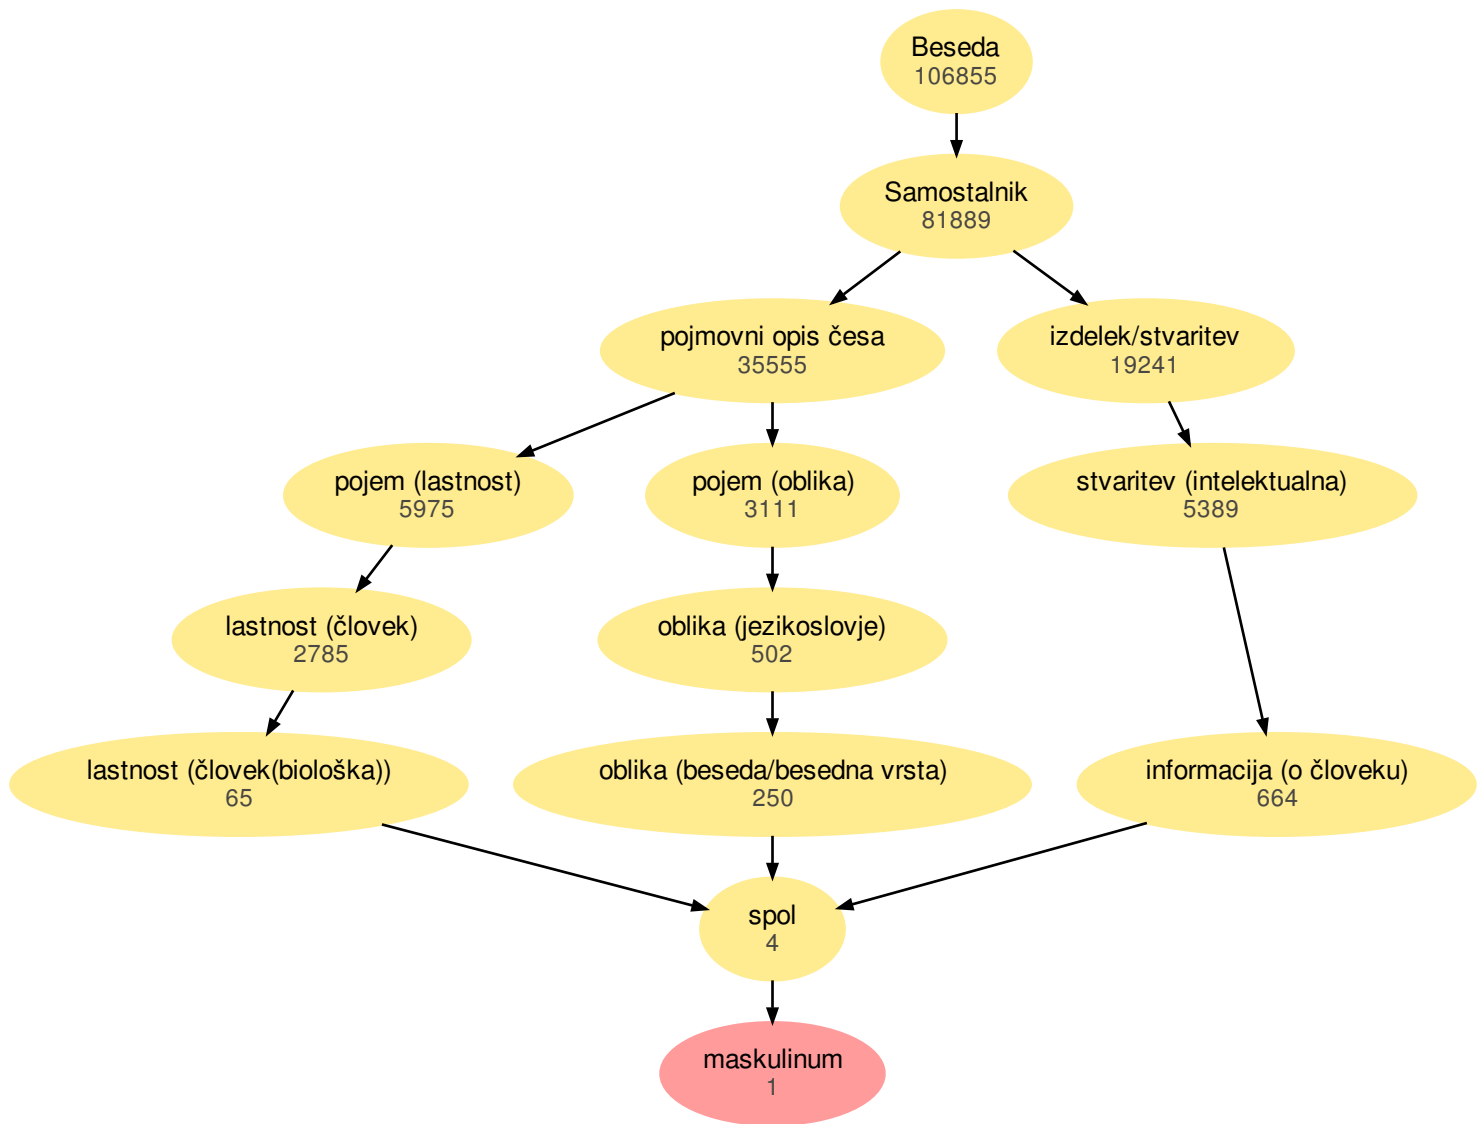 Beseda
106855
Samostalnik
81889
pojmovni opis česa
35555
izdelek/stvaritev
19241
pojem (lastnost)
5975
pojem (oblika)
3111
stvaritev (intelektualna)
5389
lastnost (človek)
2785
oblika (jezikoslovje)
502
lastnost (človek(biološka))
65
oblika (beseda/besedna vrsta)
250
informacija (o človeku)
664
spol
4
maskulinum
1